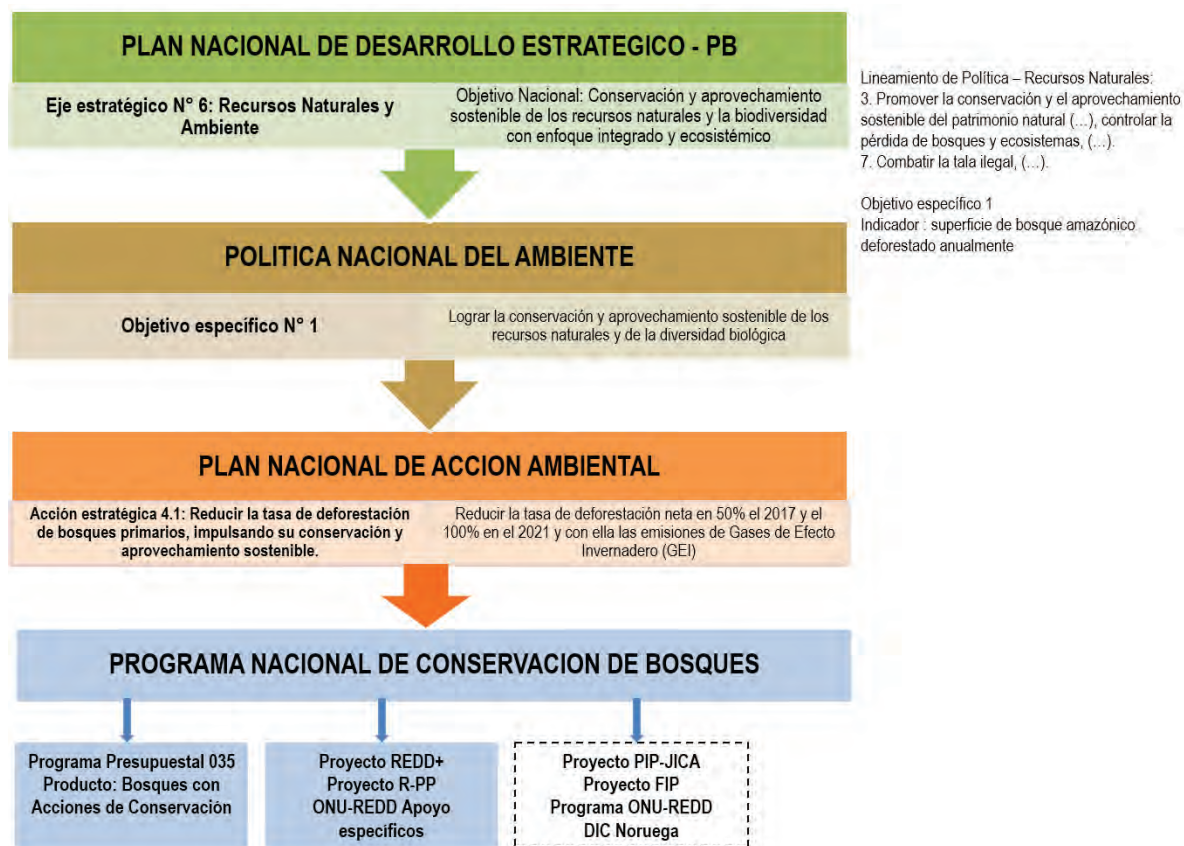 PLAN NACIONAL DE DESARROLLO ESTRATEGICO - PB
Eje estratégico N° 6: Recursos Naturales y
Ambiente
Objetivo Nacional: Conservación y aprovechamiento
sostenible de los recursos naturales y la biodiversidad
con enfoque integrado y ecosistémico
Lineamiento de Política – Recursos Naturales:
3. Promover la conservación y el aprovechamiento
sostenible del patrimonio natural (…), controlar la
pérdida de bosques y ecosistemas, (…).
7. Combatir la tala ilegal, (…).
Objetivo específico 1
Indicador : superficie de bosque amazónico
deforestado anualmente
POLITICA NACIONAL DEL AMBIENTE
Objetivo específico N° 1
Lograr la conservación y aprovechamiento sostenible de los
recursos naturales y de la diversidad biológica
PLAN NACIONAL DE ACCION AMBIENTAL
Acción estratégica 4.1: Reducir la tasa de deforestación
de bosques primarios, impulsando su conservación y
aprovechamiento sostenible.
Reducir la tasa de deforestación neta en 50% el 2017 y el
100% en el 2021 y con ella las emisiones de Gases de Efecto
Invernadero (GEI)
PROGRAMA NACIONAL DE CONSERVACION DE BOSQUES
Programa Presupuestal 035
Producto: Bosques con
Acciones de Conservación
Proyecto REDD+
Proyecto R-PP
ONU-REDD Apoyo
específicos
Proyecto PIP-JICA
Proyecto FIP
Programa ONU-REDD
DIC Noruega